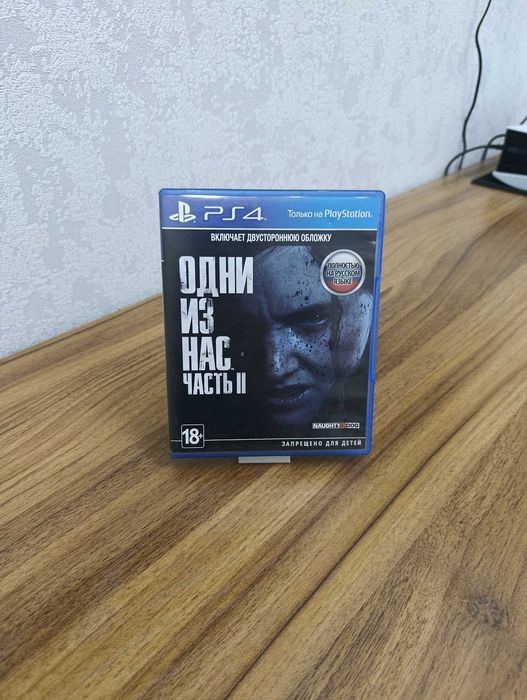 PS4
Только на PlayStation
ВКЛЮЧАЕТ ДВУСТОРОННЮЮ ОБЛОЖКУ
ПОЛНОСТЬЮ
НА РУССКОМ
ЯЗЫКЕ
ОДНИ
ИЗ
НАС
ЧАСТЬ II
18+
NAUGHTY DOG
ЗАПРЕЩЕНО ДЛЯ ДЕТЕЙ